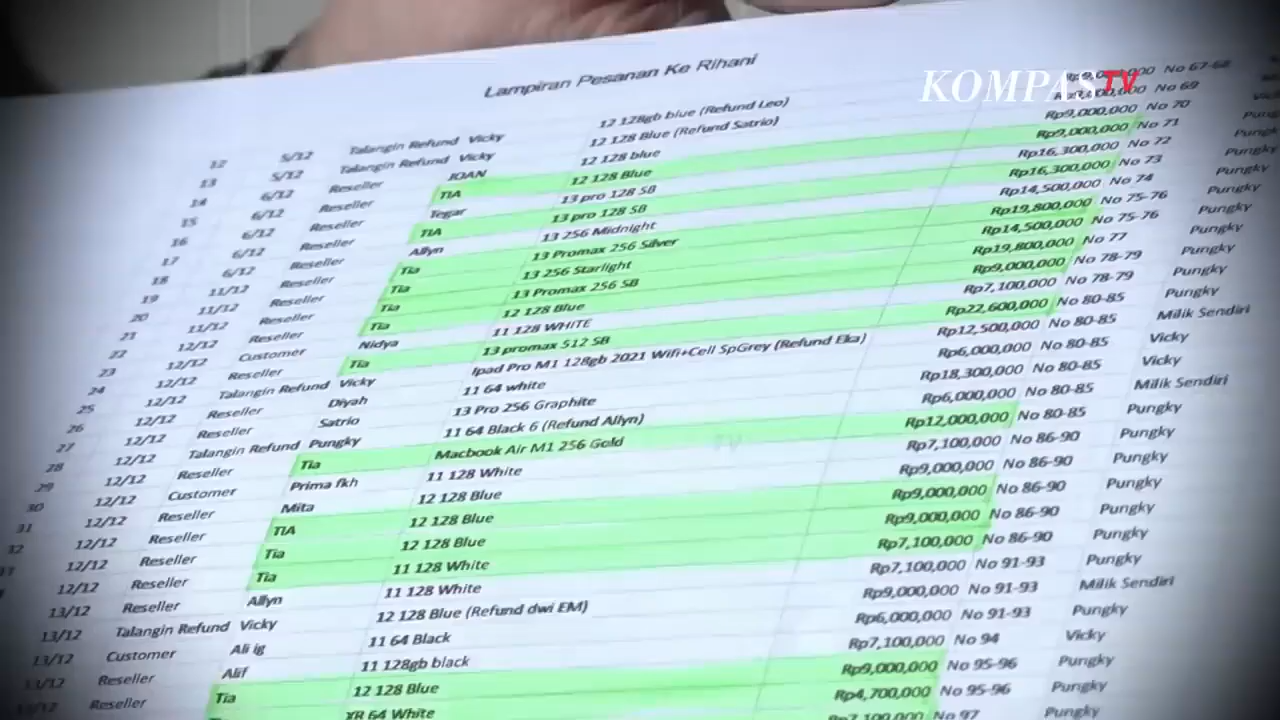 KOMPAS TV
Lampiran Pesanan Ke Rihani
12 5/12 Talangin Refund Vicky 12 128gb blue (Refund Leo) No 67-68
13 5/12 Talangin Refund Vicky 12 128 Blue (Refund Satrio) No 69
14 6/12 Reseller JOAN 12 128 blue Rp9,000,000 No 70
15 6/12 Reseller TIA 12 128 Blue Rp9,000,000 No 71
16 6/12 Reseller Tegar 13 pro 128 SB Rp16,300,000 No 72
17 6/12 Reseller TIA 13 pro 128 SB Rp16,300,000 No 73 Pungky
18 6/12 Reseller Allyn 13 256 Midnight Rp14,500,000 No 74 Pungky
19 11/12 Reseller Tia 13 Promax 256 Silver Rp19,800,000 No 75-76 Pungky
20 11/12 Reseller Tia 13 256 Starlight Rp14,500,000 No 75-76 Pungky
21 12/12 Reseller Tia 13 Promax 256 SB Rp19,800,000 No 77 Pungky
22 12/12 Reseller Tia 12 128 Blue Rp9,000,000 No 78-79 Pungky
23 12/12 Customer Nidya 11 128 WHITE Rp7,100,000 No 78-79 Pungky
24 12/12 Reseller Tia 13 promax 512 SB Rp22,600,000 No 80-85 Pungky
25 12/12 Talangin Refund Vicky Ipad Pro M1 128gb 2021 Wifi+Cell SpGrey (Refund Eka) Rp12,500,000 No 80-85 Milik Sendiri
26 12/12 Reseller Diyah 11 64 white Rp6,000,000 No 80-85 Vicky
27 12/12 Reseller Satrio 13 Pro 256 Graphite Rp18,300,000 No 80-85 Vicky
28 12/12 Talangin Refund Pungky 11 64 Black 6 (Refund Allyn) Rp6,000,000 No 80-85 Milik Sendiri
29 12/12 Reseller Tia Macbook Air M1 256 Gold Rp12,000,000 No 80-85 Pungky
30 12/12 Customer Prima fkh 11 128 White Rp7,100,000 No 86-90 Pungky
31 12/12 Reseller Mita 12 128 Blue Rp9,000,000 No 86-90 Pungky
32 12/12 Reseller TIA 12 128 Blue Rp9,000,000 No 86-90 Pungky
12/12 Reseller Tia 12 128 Blue Rp9,000,000 No 86-90 Pungky
12/12 Reseller Tia 11 128 White Rp7,100,000 No 86-90 Pungky
13/12 Reseller Allyn 11 128 White Rp7,100,000 No 91-93 Pungky
13/12 Talangin Refund Vicky 12 128 Blue (Refund dwi EM) Rp9,000,000 No 91-93 Milik Sendiri
13/12 Customer Ali ig 11 64 Black Rp6,000,000 No 91-93 Pungky
13/12 Reseller Alif 11 128gb black Rp7,100,000 No 94 Vicky
Reseller Tia 12 128 Blue Rp9,000,000 No 95-96 Pungky
XR 64 White Rp4,700,000 No 95-96 Pungky
Rp7,100,000 No 97 Pungky